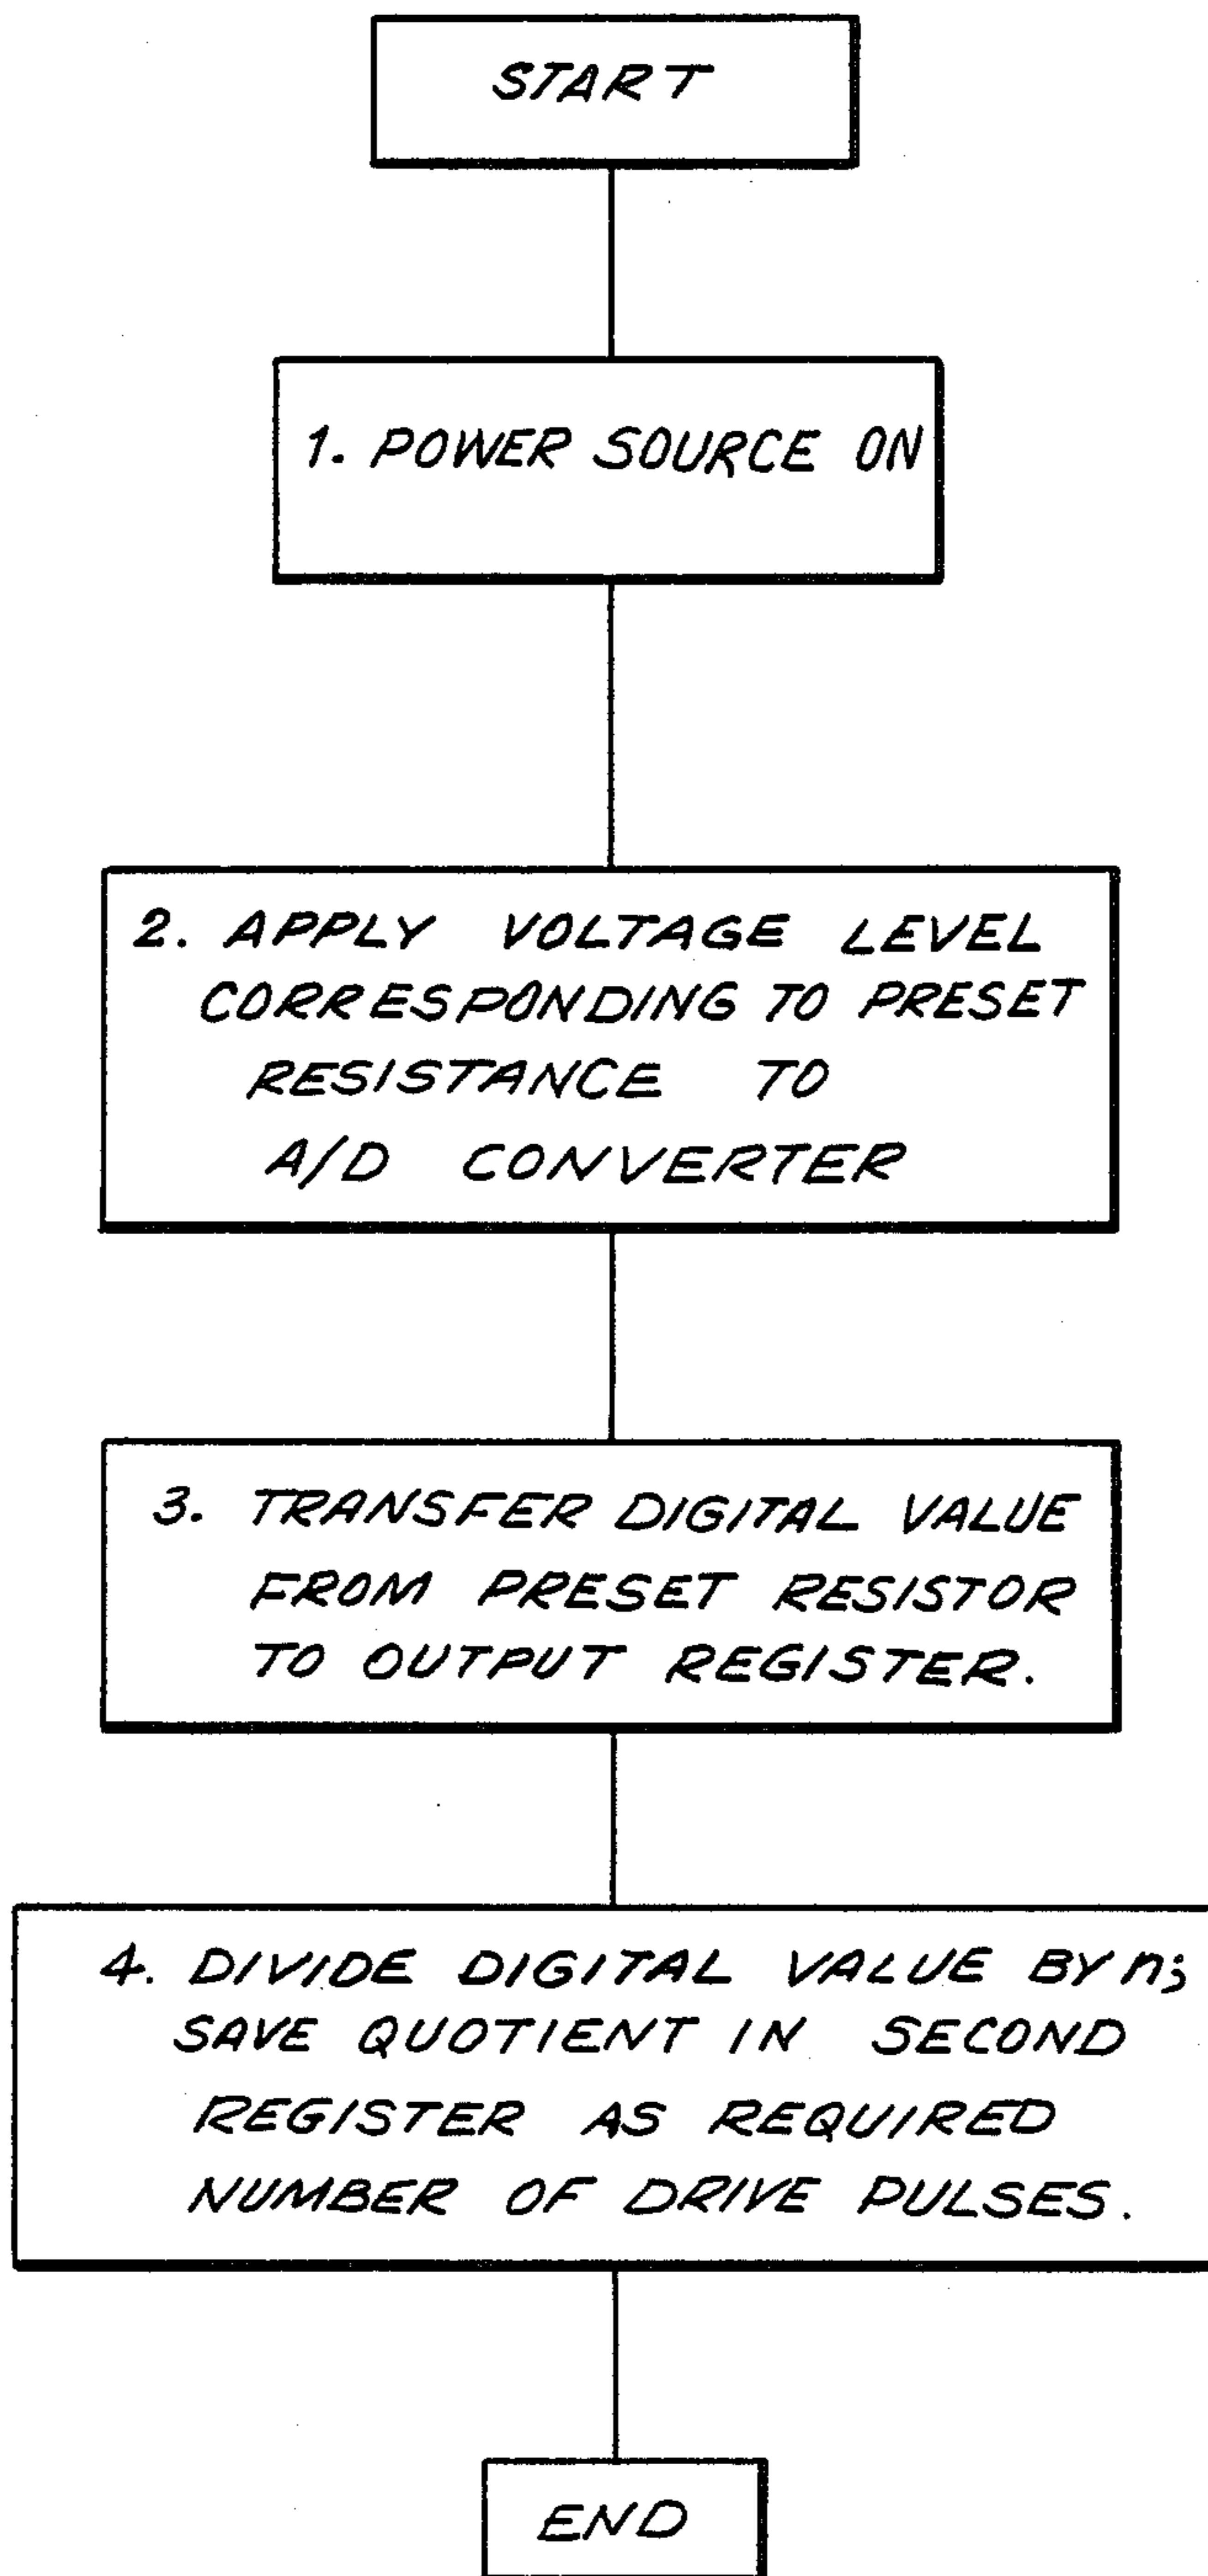 START
1. POWER SOURCE ON
2. APPLY VOLTAGE LEVEL
CORRESPONDING TO PRESET
RESISTANCE TO
A/D CONVERTER
3. TRANSFER DIGITAL VALUE
FROM PRESET RESISTOR
TO OUTPUT REGISTER.
4. DIVIDE DIGITAL VALUE BY n;
SAVE QUOTIENT IN SECOND
REGISTER AS REQUIRED
NUMBER OF DRIVE PULSES.
END